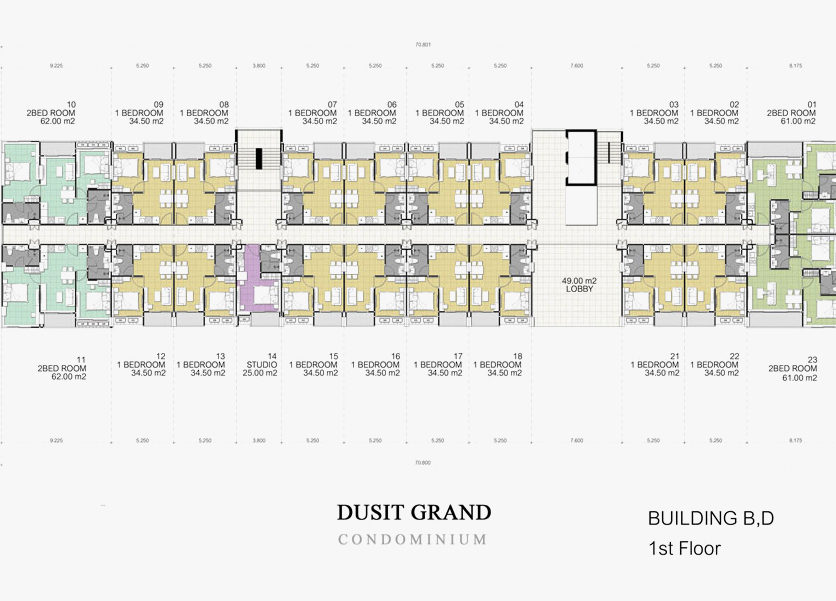 70.801
9.225 5.250 5.250 3.800 5.250 5.250 5.250 5.250 7.600 5.250 5.250 8.175
10 09 08 07 06 05 04 03 02 01
2BED ROOM 1 BEDROOM 1 BEDROOM 1 BEDROOM 1 BEDROOM 1 BEDROOM 1 BEDROOM 1 BEDROOM 1 BEDROOM 2BED ROOM
62.00 m2 34.50 m2 34.50 m2 34.50 m2 34.50 m2 34.50 m2 34.50 m2 34.50 m2 34.50 m2 61.00 m2
49.00 m2
LOBBY
11 12 13 14 15 16 17 18 21 22 23
2BED ROOM 1 BEDROOM 1 BEDROOM STUDIO 1 BEDROOM 1 BEDROOM 1 BEDROOM 1 BEDROOM 1 BEDROOM 1 BEDROOM 2BED ROOM
62.00 m2 34.50 m2 34.50 m2 25.00 m2 34.50 m2 34.50 m2 34.50 m2 34.50 m2 34.50 m2 34.50 m2 61.00 m2
9.225 5.250 5.250 3.800 5.250 5.250 5.250 5.250 7.600 5.250 5.250 8.175
70.800
DUSIT GRAND
CONDOMINIUM
BUILDING B,D
1st Floor